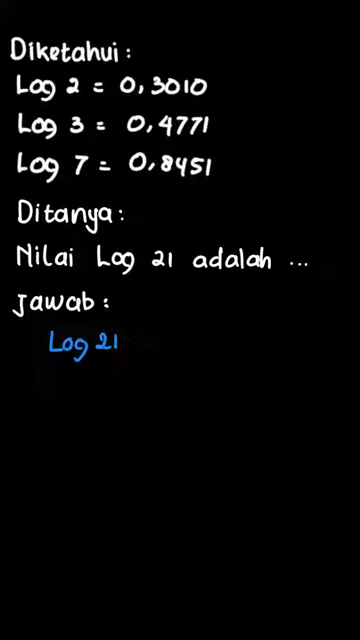 Diketahui:
Log 2 = 0,3010
Log 3 = 0,4771
Log 7 = 0,8451
Ditanya:
Nilai Log 21 adalah ...
Jawab:
Log 21